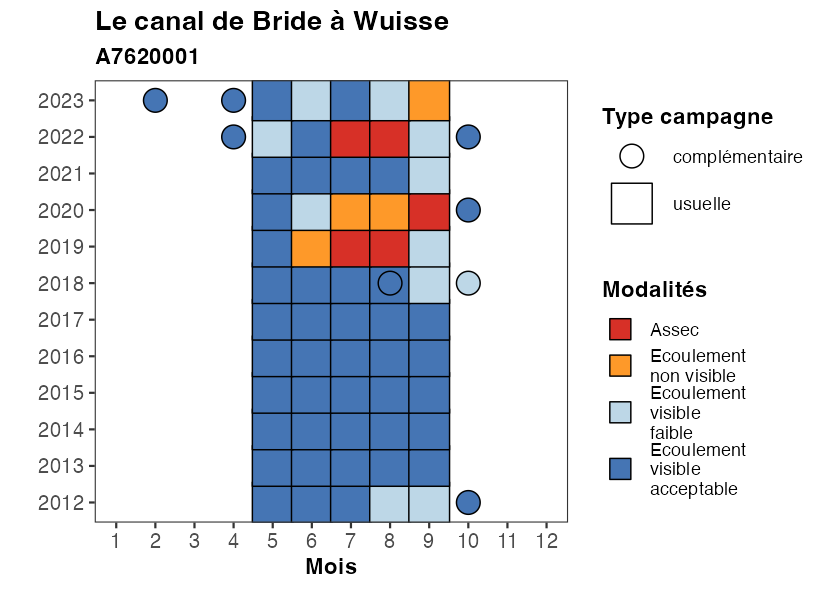 Le canal de Bride à Wuisse
A7620001
2023
2022
2021
2020
2019
2018
2017
2016
2015
2014
2013
2012
1 2 3 4 5 6 7 8 9 10 11 12
Mois
Type campagne
complémentaire
usuelle
Modalités
Assec
Ecoulement
non visible
Ecoulement
visible
faible
Ecoulement
visible
acceptable